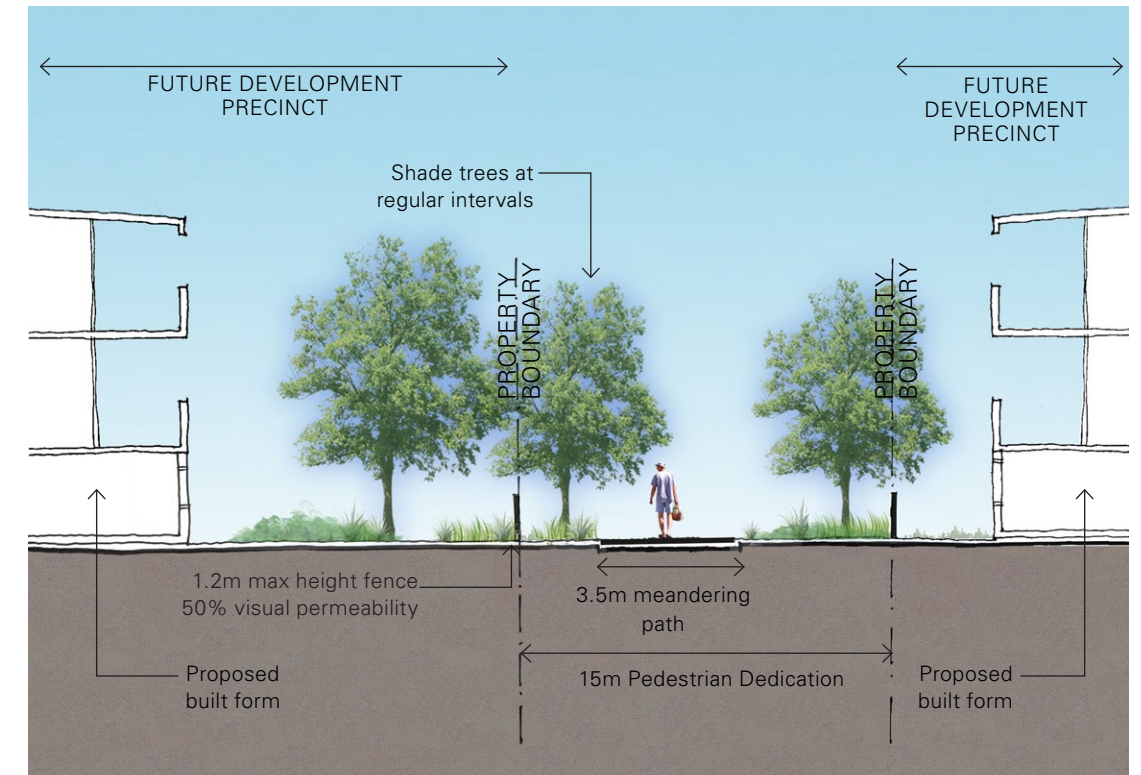 FUTURE DEVELOPMENT
PRECINCT
FUTURE
DEVELOPMENT
PRECINCT
Shade trees at
regular intervals
PROPERTY
BOUNDARY
PROPERTY
BOUNDARY
1.2m max height fence
50% visual permeability
3.5m meandering
path
Proposed
built form
15m Pedestrian Dedication
Proposed
built form